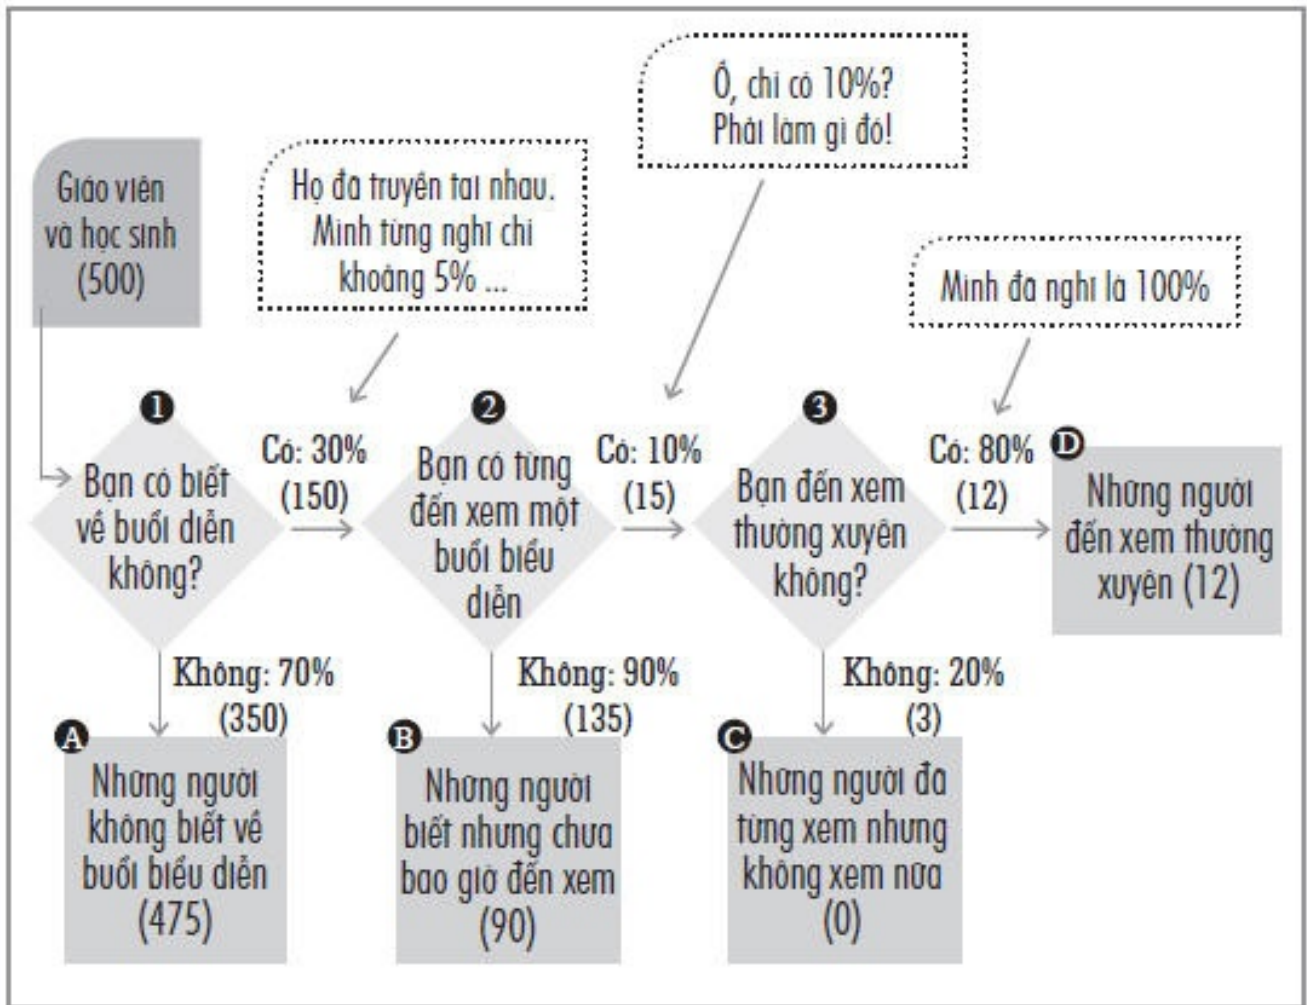 Ồ, chỉ có 10%?
Phải làm gì đó!
Giáo viên
và học sinh
(500)
Họ đã truyền tai nhau.
Mình từng nghĩ chỉ
khoảng 5% ...
Mình đã nghĩ là 100%
1
Bạn có biết
về buổi diễn
không?
Có: 30%
(150)
2
Bạn có từng
đến xem một
buổi biểu
diễn
Có: 10%
(15)
3
Bạn đến xem
thường xuyên
không?
Có: 80%
(12)
D
Những người
đến xem thường
xuyên (12)
Không: 70%
(350)
Không: 90%
(135)
Không: 20%
(3)
A
Những người
không biết về
buổi biểu diễn
(475)
B
Những người
biết nhưng chưa
bao giờ đến xem
(90)
C
Những người đã
từng xem nhưng
không xem nữa
(0)